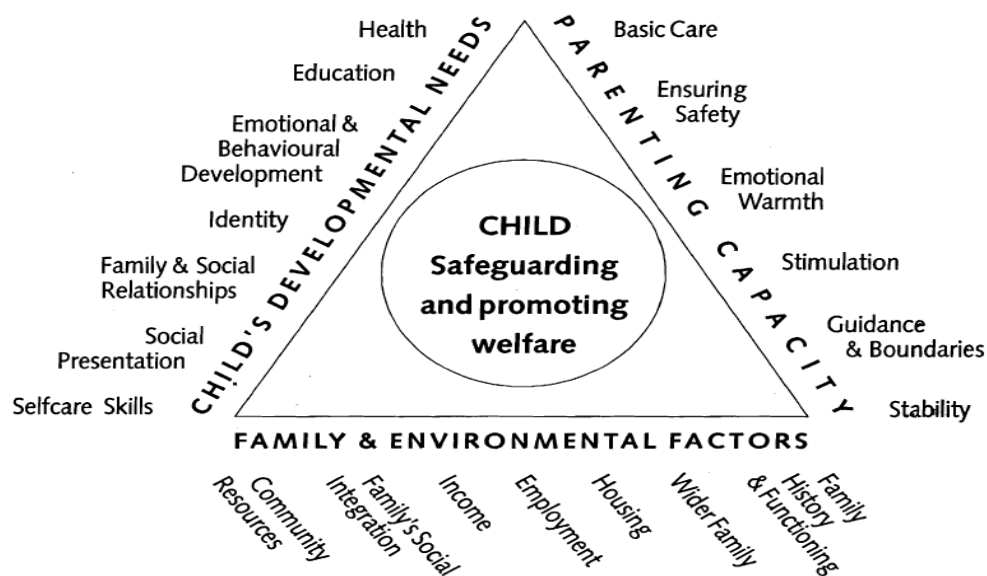 Health
Education
Emotional &
Behavioural
Development
Identity
Family & Social
Relationships
Social
Presentation
Selfcare Skills
CHILD'S DEVELOPMENTAL NEEDS
PARENTING CAPACITY
Basic Care
Ensuring
Safety
Emotional
Warmth
Stimulation
Guidance
& Boundaries
Stability
CHILD
Safeguarding
and promoting
welfare
FAMILY & ENVIRONMENTAL FACTORS
Community
Resources
Family's Social
Integration
Income
Employment
Housing
Wider Family
Family
History
& Functioning